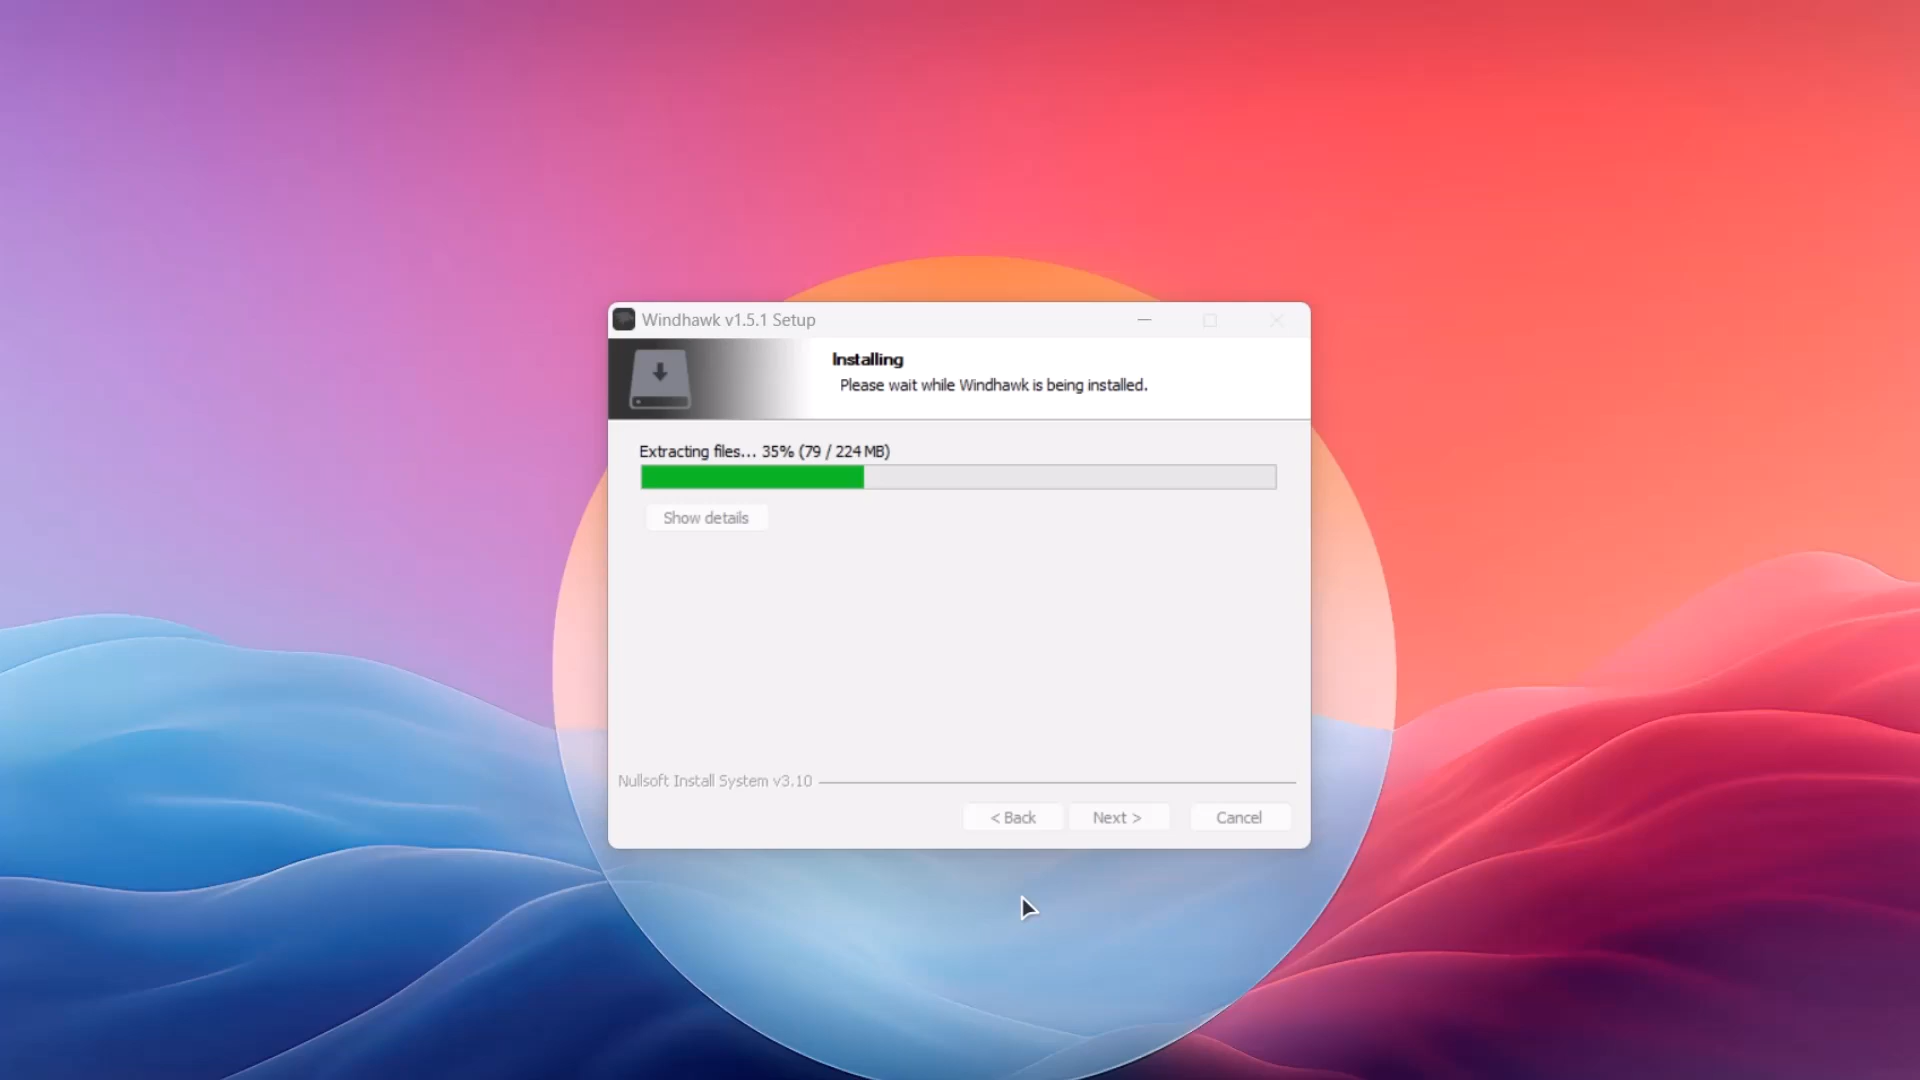 Windhawk v1.5.1 Setup
Installing
Please wait while Windhawk is being installed.
Extracting files... 35% (79 / 224 MB)
Show details
Nullsoft Install System v3.10
< Back
Next >
Cancel